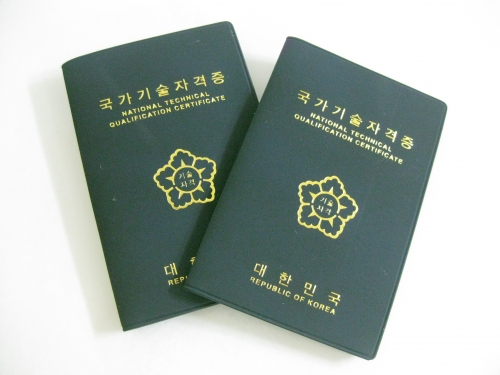 국가기술자격증
NATIONAL TECHNICAL
QUALIFICATION CERTIFICATE
기술
자격
대
REPUB
국가기술자격증
NATIONAL TECHNICAL
QUALIFICATION CERTIFICATE
기술
자격
대한민국
REPUBLIC OF KOREA